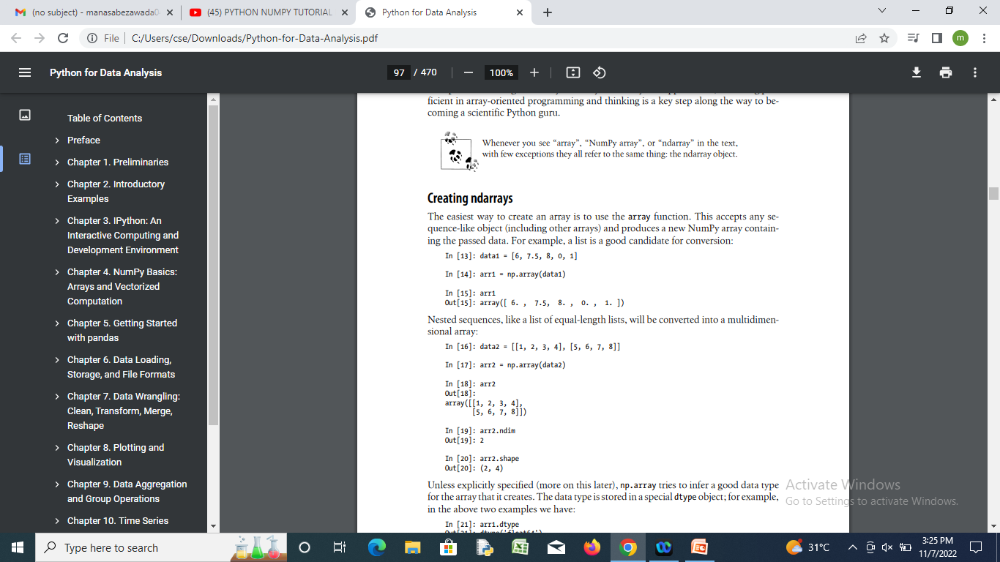 (no subject) - manasabezawada0
(45) PYTHON NUMPY TUTORIAL
Python for Data Analysis
File
C:/Users/cse/Downloads/Python-for-Data-Analysis.pdf
m
Python for Data Analysis
97 / 470
100%
Table of Contents
Preface
Chapter 1. Preliminaries
Chapter 2. Introductory
Examples
Chapter 3. IPython: An
Interactive Computing and
Development Environment
Chapter 4. NumPy Basics:
Arrays and Vectorized
Computation
Chapter 5. Getting Started
with pandas
Chapter 6. Data Loading,
Storage, and File Formats
Chapter 7. Data Wrangling:
Clean, Transform, Merge,
Reshape
Chapter 8. Plotting and
Visualization
Chapter 9. Data Aggregation
and Group Operations
Chapter 10. Time Series
ficient in array-oriented programming and thinking is a key step along the way to be-
coming a scientific Python guru.
Whenever you see “array”, “NumPy array”, or “ndarray” in the text,
with few exceptions they all refer to the same thing: the ndarray object.
Creating ndarrays
The easiest way to create an array is to use the array function. This accepts any se-
quence-like object (including other arrays) and produces a new NumPy array contain-
ing the passed data. For example, a list is a good candidate for conversion:
In [13]: data1 = [6, 7.5, 8, 0, 1]
In [14]: arr1 = np.array(data1)
In [15]: arr1
Out[15]: array([ 6. ,  7.5,  8. ,  0. ,  1. ])
Nested sequences, like a list of equal-length lists, will be converted into a multidimen-
sional array:
In [16]: data2 = [[1, 2, 3, 4], [5, 6, 7, 8]]
In [17]: arr2 = np.array(data2)
In [18]: arr2
Out[18]:
array([[1, 2, 3, 4],
[5, 6, 7, 8]])
In [19]: arr2.ndim
Out[19]: 2
In [20]: arr2.shape
Out[20]: (2, 4)
Unless explicitly specified (more on this later), np.array tries to infer a good data type
for the array that it creates. The data type is stored in a special dtype object; for example,
in the above two examples we have:
In [21]: arr1.dtype
Activate Windows
Go to Settings to activate Windows.
Type here to search
31°C
3:25 PM
11/7/2022